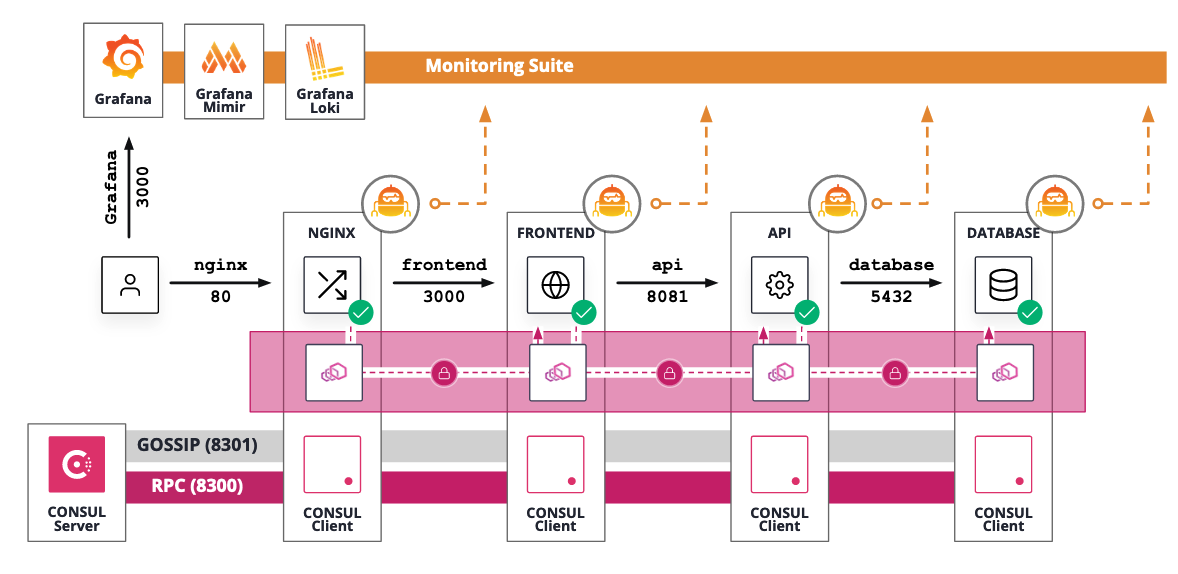 Monitoring Suite
Grafana
Grafana
Mimir
Grafana
Loki
Grafana
3000
NGINX
FRONTEND
API
DATABASE
nginx
80
frontend
3000
api
8081
database
5432
GOSSIP (8301)
RPC (8300)
CONSUL
Server
CONSUL
Client
CONSUL
Client
CONSUL
Client
CONSUL
Client